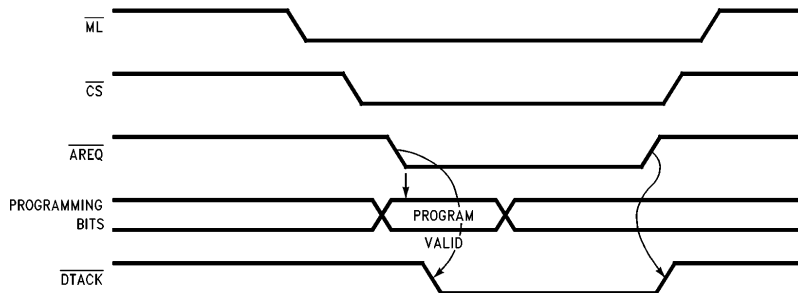 ML
CS
AREQ
PROGRAMMING
BITS
PROGRAM
VALID
DTACK